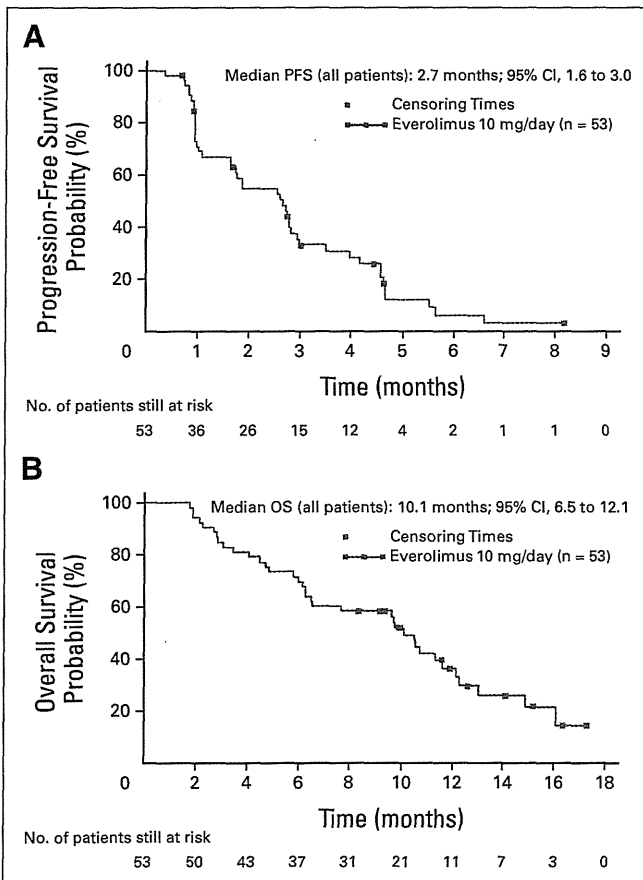 A
Median PFS (all patients): 2.7 months; 95% CI, 1.6 to 3.0
Censoring Times
Everolimus 10 mg/day (n = 53)
Progression-Free Survival
Probability (%)
100
80
60
40
20
0 1 2 3 4 5 6 7 8 9
Time (months)
No. of patients still at risk
53 36 26 15 12 4 2 1 1 0
B
Median OS (all patients): 10.1 months; 95% CI, 6.5 to 12.1
Censoring Times
Everolimus 10 mg/day (n = 53)
Overall Survival
Probability (%)
100
80
60
40
20
0 2 4 6 8 10 12 14 16 18
Time (months)
No. of patients still at risk
53 50 43 37 31 21 11 7 3 0